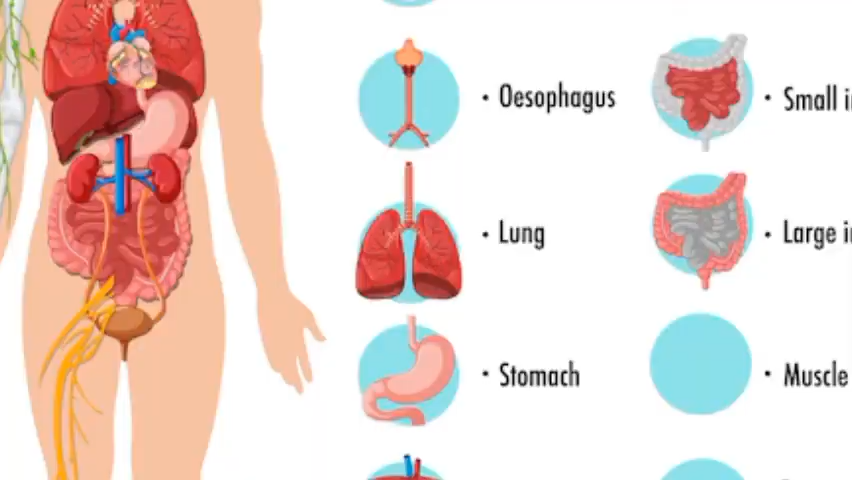 • Oesophagus
• Lung
• Stomach
• Small
• Large
• Muscle